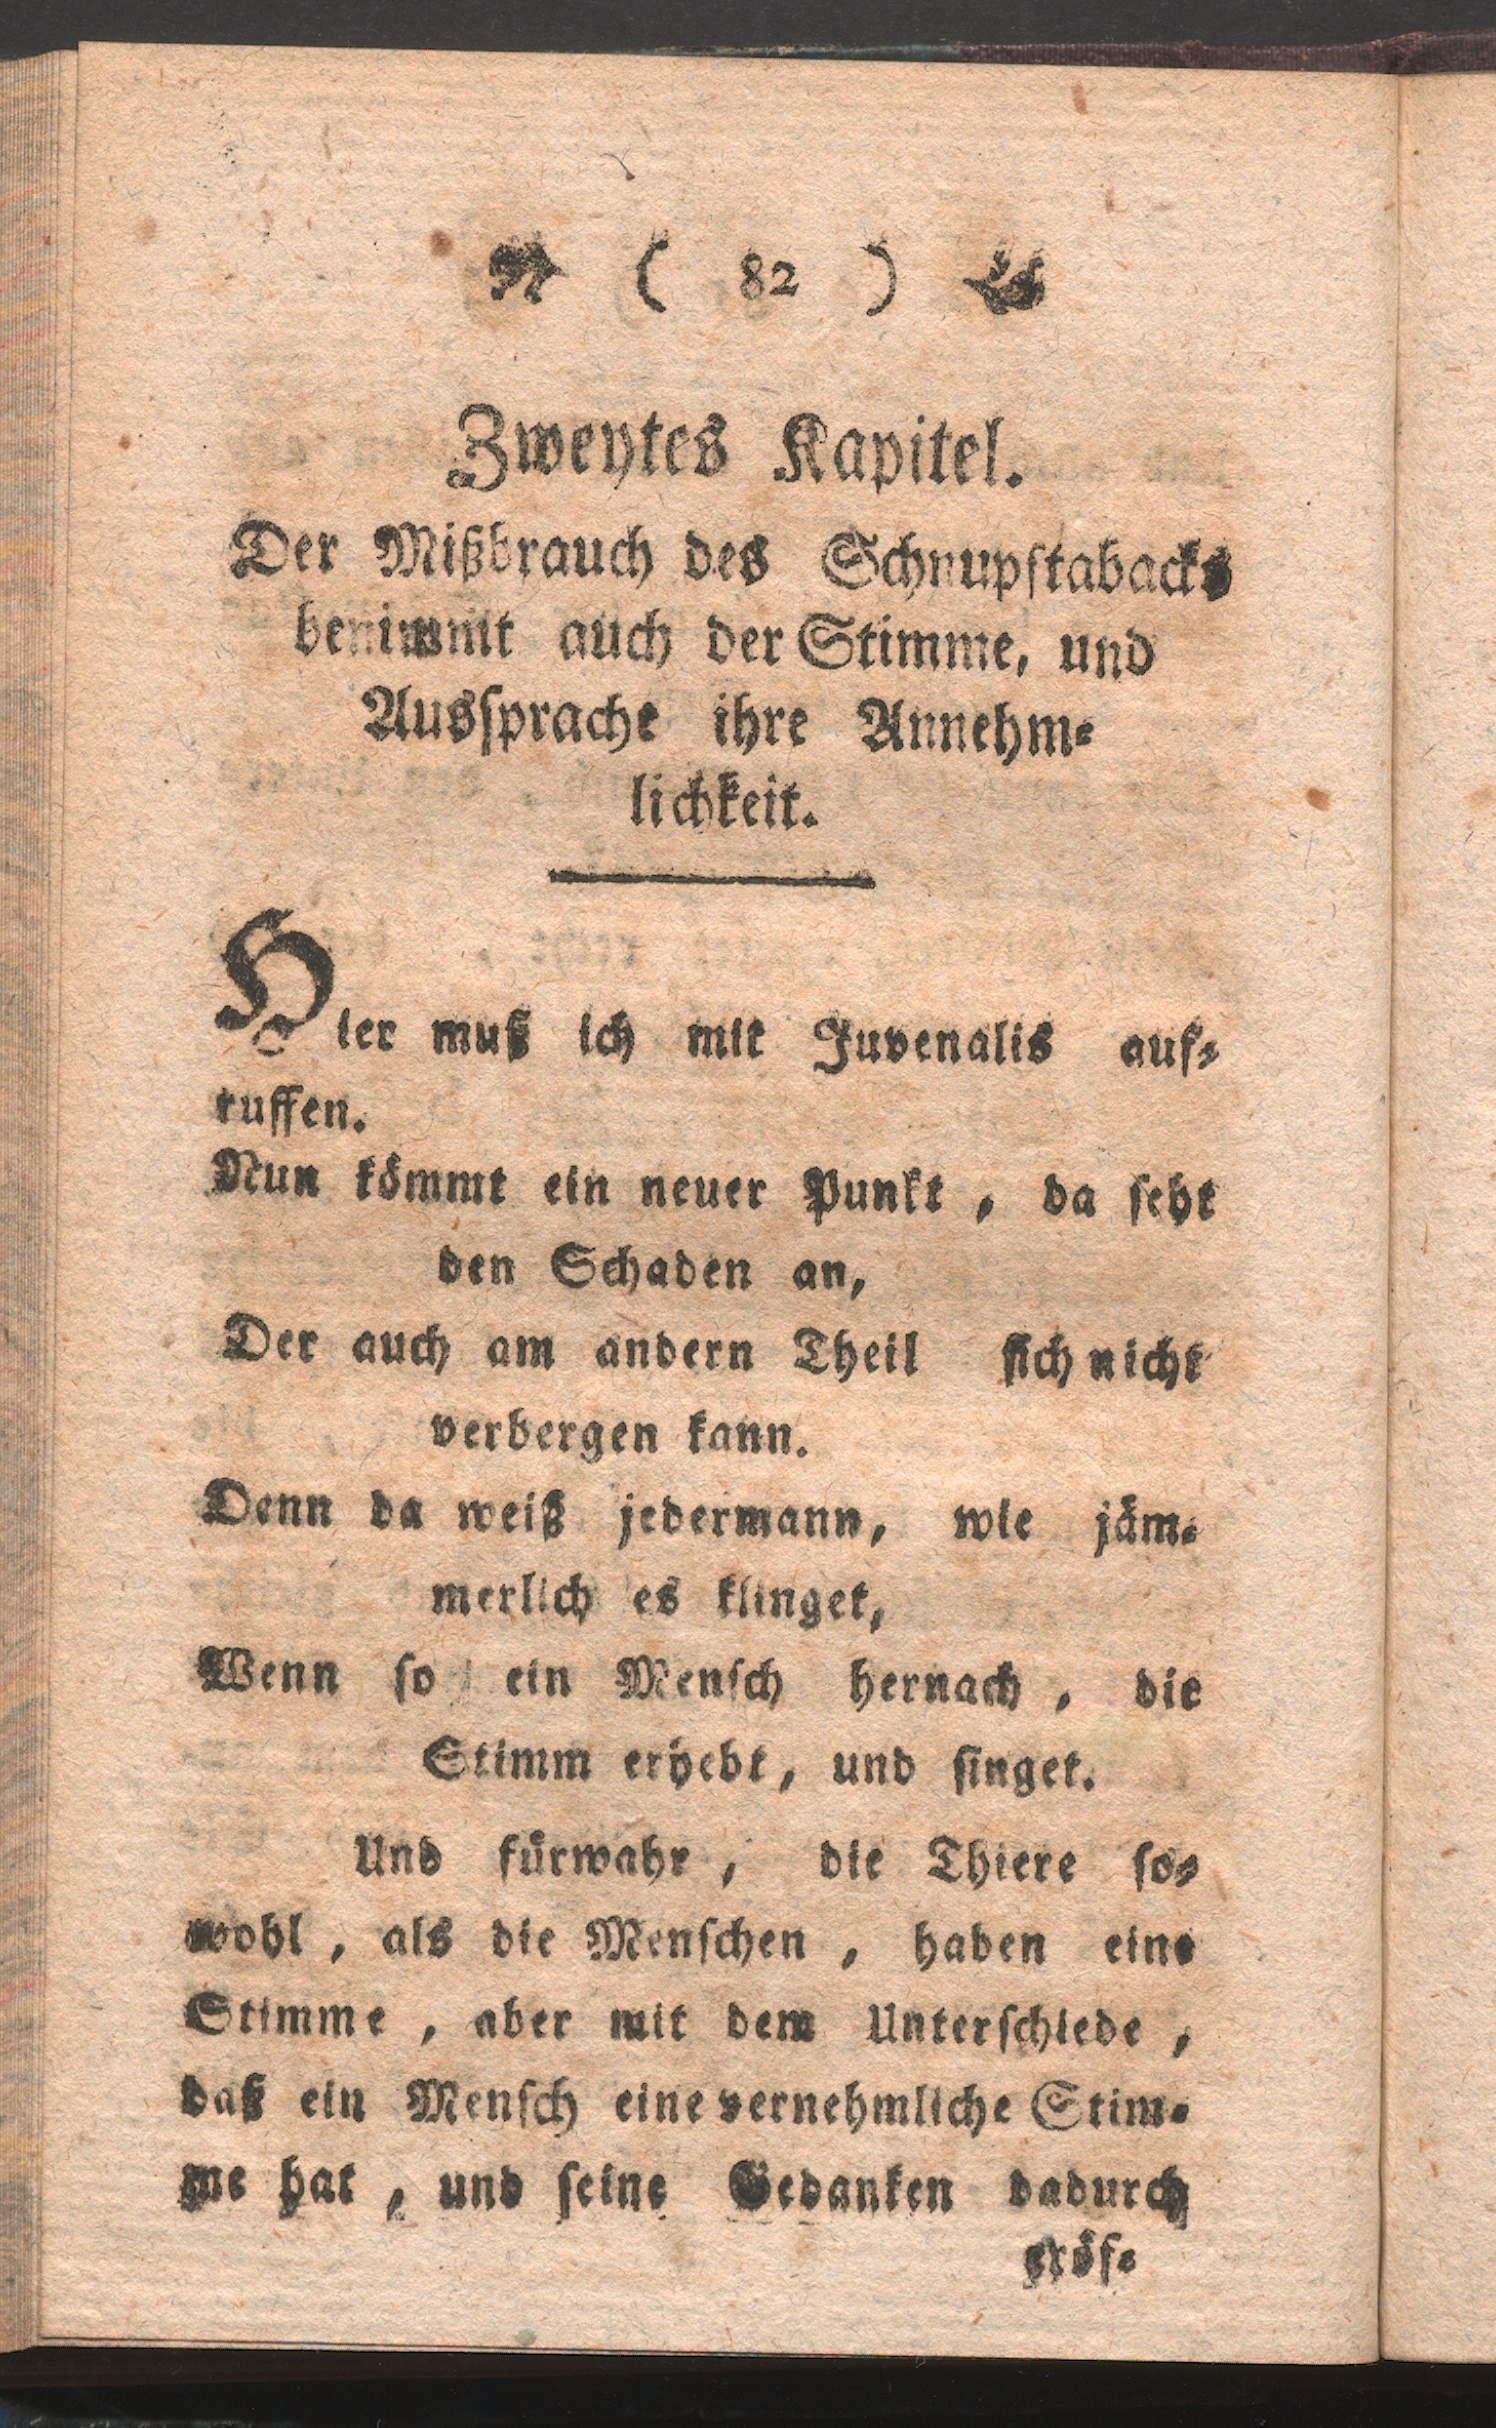 ( 82 )
Zweytes Kapitel.
Der Mißbrauch des Schnupftabacks
benimmt auch der Stimme, und
Aussprache ihre Annehm⸗
lichkeit.
Hier muß ich mit Juvenalis auf⸗
ruffen.
Nun kömmt ein neuer Punkt, da seht
den Schaden an,
Der auch am andern Theil sich nicht
verbergen kann.
Denn da weiß jedermann, wie jäm⸗
merlich es klinget,
Wenn so ein Mensch hernach, die
Stimm erhebt, und singet.
Und fürwahr, die Thiere so⸗
wohl, als die Menschen, haben eine
Stimme, aber mit dem Unterschiede,
daß ein Mensch eine vernehmliche Stim⸗
me hat, und seine Gedanken dadurch
eröf⸗